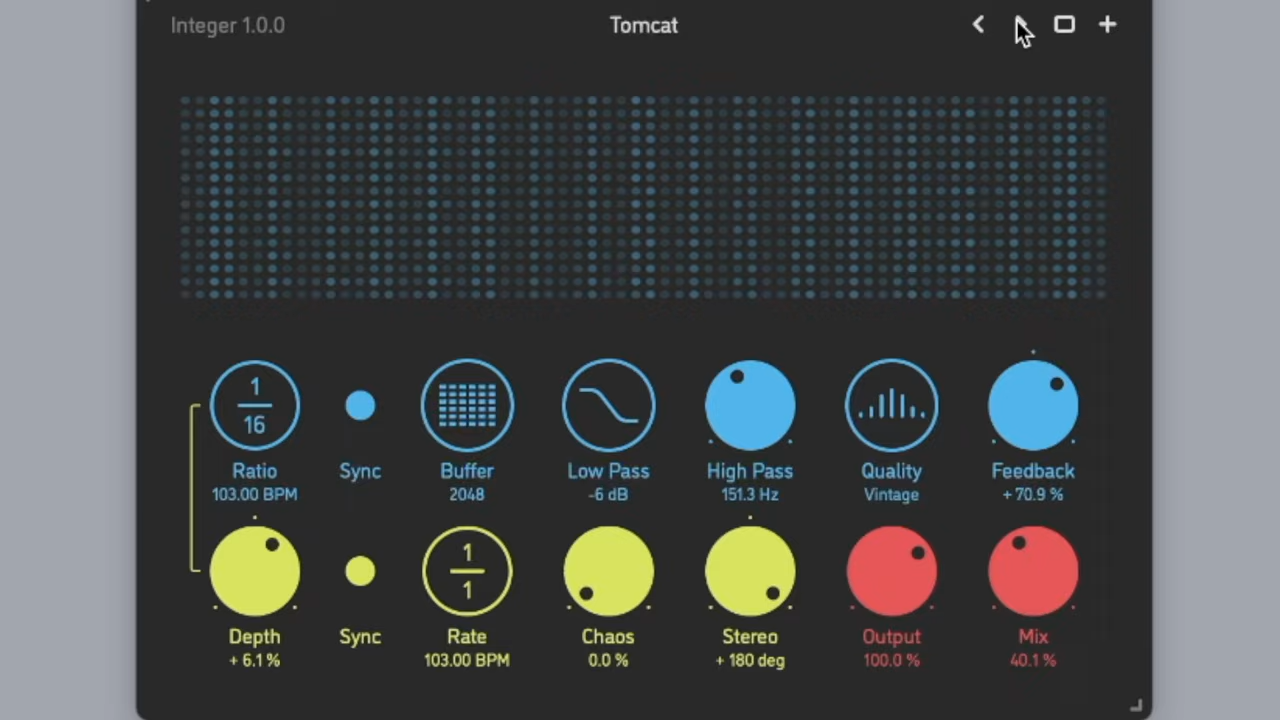 Integer 1.0.0
Tomcat
1
16
Ratio
103.00 BPM
Sync
Buffer
2048
Low Pass
-6 dB
High Pass
151.3 Hz
Quality
Vintage
Feedback
+ 70.9 %
Depth
+ 6.1 %
Sync
1
1
Rate
103.00 BPM
Chaos
0.0 %
Stereo
+ 180 deg
Output
100.0 %
Mix
40.1 %